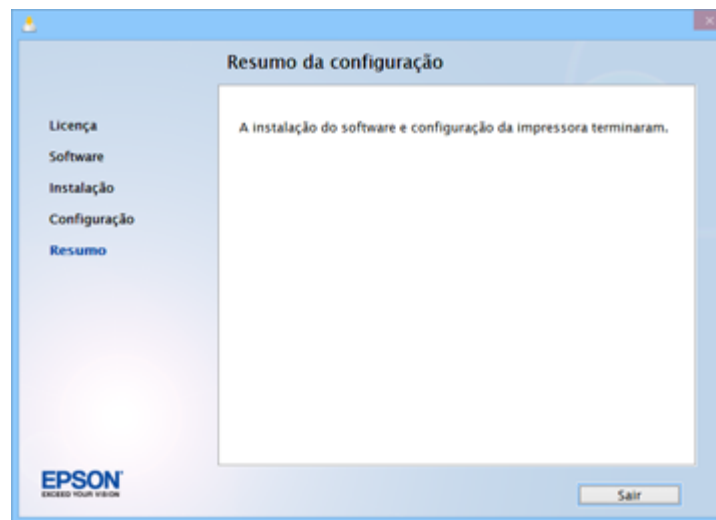 Resumo da configuração
A instalação do software e configuração da impressora terminaram.
Licença
Software
Instalação
Configuração
Resumo
EPSON
EXCEED YOUR VISION
Sair